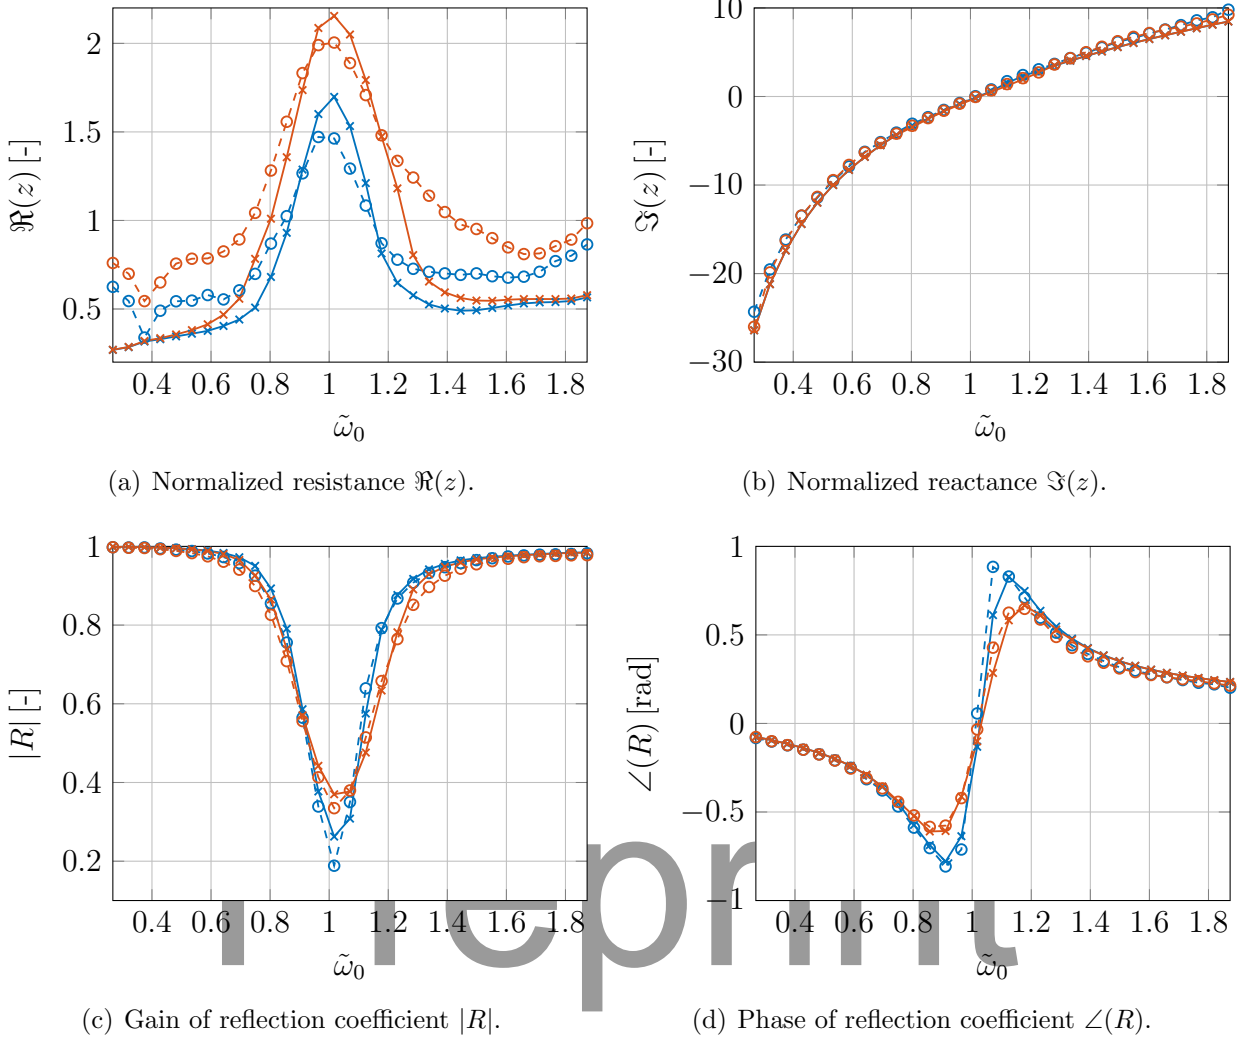 2
1.5
1
0.5
ℜ(z) [-]
0.4 0.6 0.8 1 1.2 1.4 1.6 1.8
ω̃₀
(a) Normalized resistance ℜ(z).
10
0
−10
−20
−30
ℑ(z) [-]
0.4 0.6 0.8 1 1.2 1.4 1.6 1.8
ω̃₀
(b) Normalized reactance ℑ(z).
1
0.8
0.6
0.4
0.2
|R| [-]
0.4 0.6 0.8 1 1.2 1.4 1.6 1.8
ω̃₀
(c) Gain of reflection coefficient |R|.
1
0.5
0
−0.5
−1
∠(R) [rad]
0.4 0.6 0.8 1 1.2 1.4 1.6 1.8
ω̃₀
(d) Phase of reflection coefficient ∠(R).
Preprint